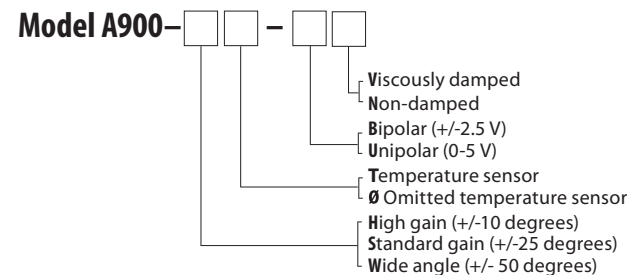 Model A900– –
Viscously damped
Non-damped
Bipolar (+/-2.5 V)
Unipolar (0-5 V)
Temperature sensor
Ø Omitted temperature sensor
High gain (+/-10 degrees)
Standard gain (+/-25 degrees)
Wide angle (+/- 50 degrees)